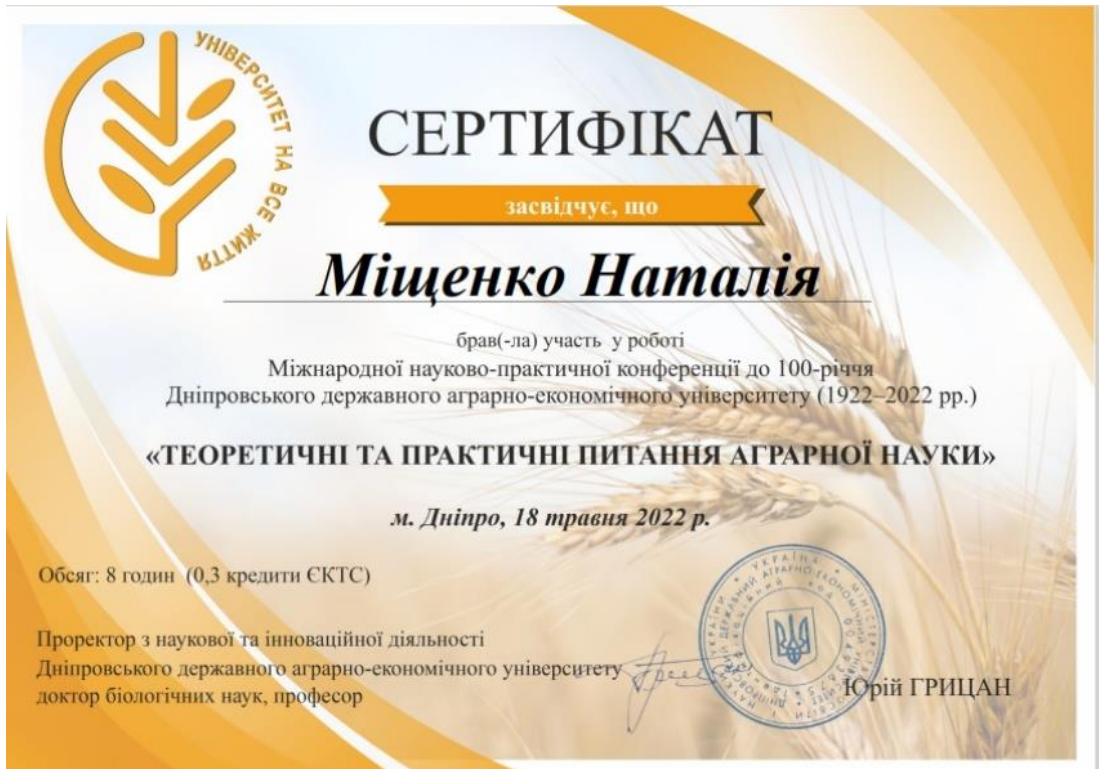 УНІВЕРСИТЕТ НА ВСЕ ЖИТТЯ
СЕРТИФІКАТ
засвідчує, що
Міщенко Наталія
брав(-ла) участь у роботі
Міжнародної науково-практичної конференції до 100-річчя
Дніпровського державного аграрно-економічного університету (1922–2022 рр.)
«ТЕОРЕТИЧНІ ТА ПРАКТИЧНІ ПИТАННЯ АГРАРНОЇ НАУКИ»
м. Дніпро, 18 травня 2022 р.
Обсяг: 8 годин (0,3 кредити ЄКТС)
Проректор з наукової та інноваційної діяльності
Дніпровського державного аграрно-економічного університету
доктор біологічних наук, професор
Юрій ГРИЦАН
УКРАЇНА